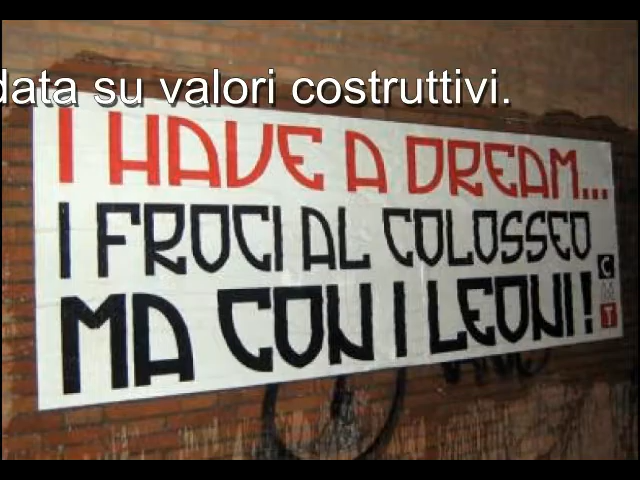 data su valori costruttivi.
I HAVE A DREAM...
I FROCI AL COLOSSEO
MA CON I LEONI!
C
M
T